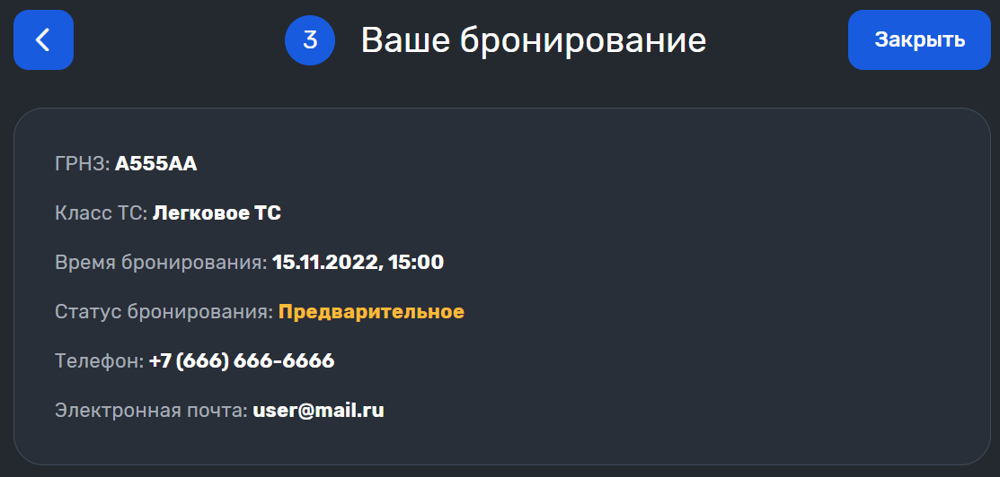 3 Ваше бронирование Закрыть
ГРНЗ: А555АА
Класс ТС: Легковое ТС
Время бронирования: 15.11.2022, 15:00
Статус бронирования: Предварительное
Телефон: +7 (666) 666-6666
Электронная почта: user@mail.ru